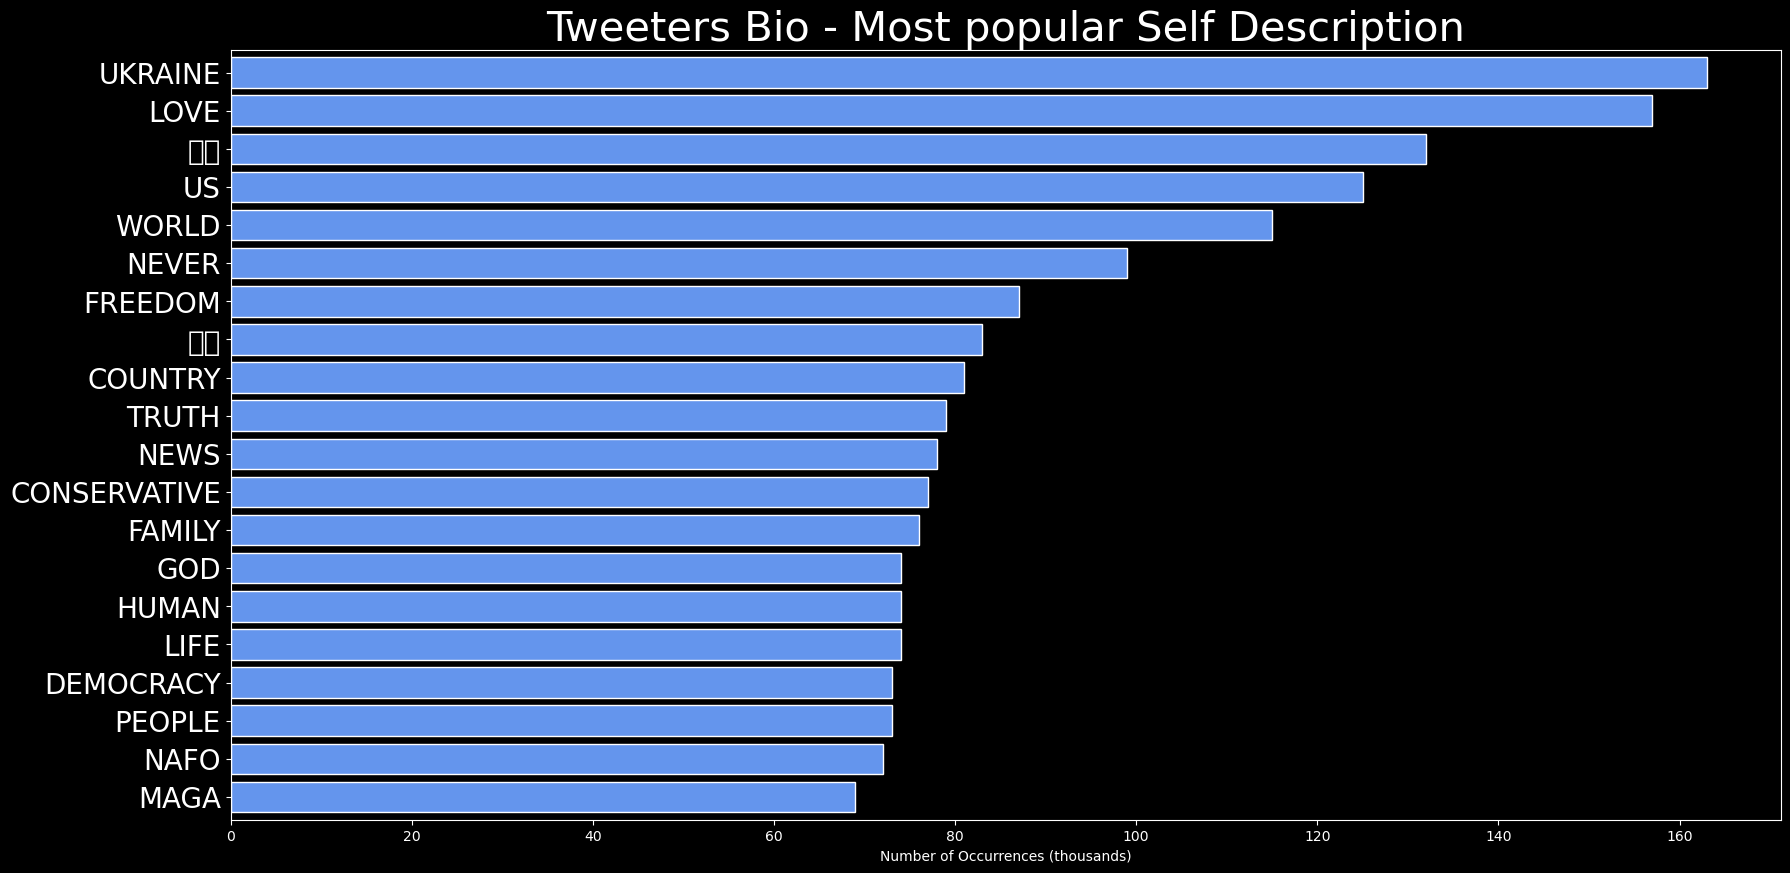 Tweeters Bio - Most popular Self Description
UKRAINE
LOVE
US
WORLD
NEVER
FREEDOM
COUNTRY
TRUTH
NEWS
CONSERVATIVE
FAMILY
GOD
HUMAN
LIFE
DEMOCRACY
PEOPLE
NAFO
MAGA
0 20 40 60 80 100 120 140 160
Number of Occurrences (thousands)